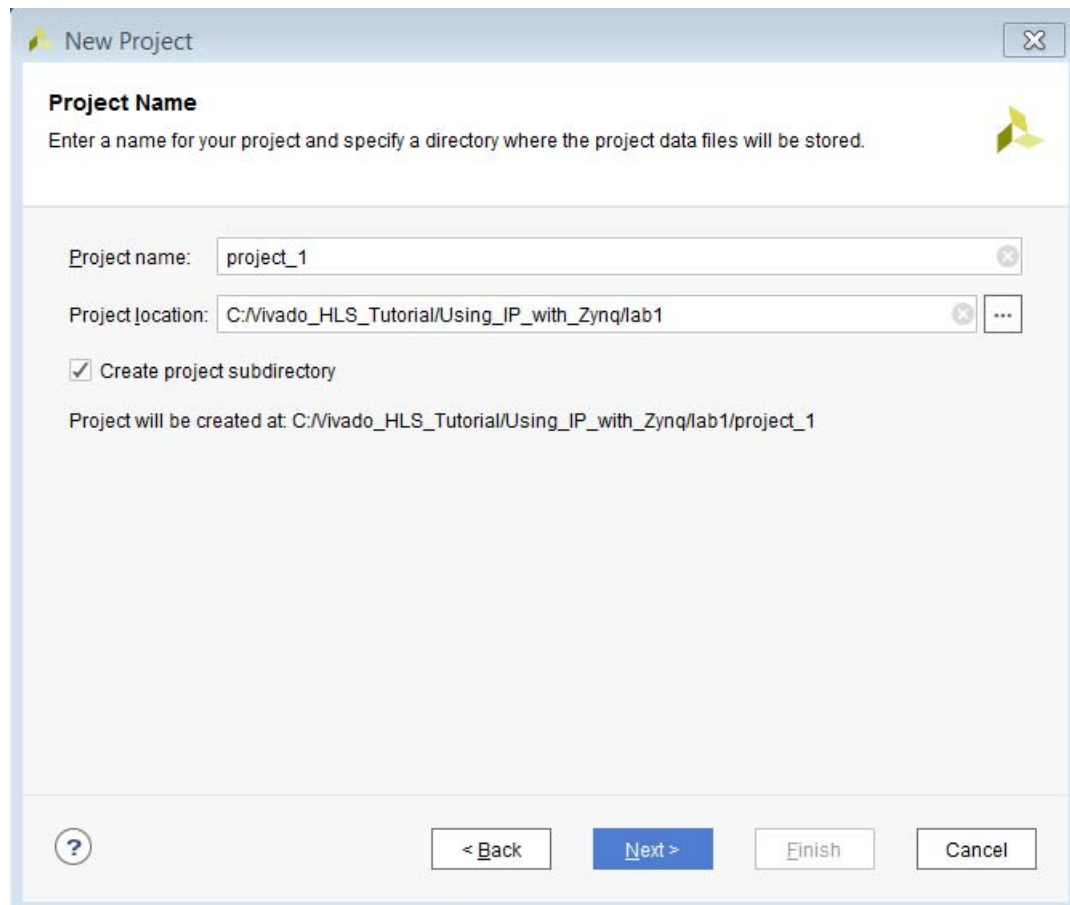 New Project
Project Name
Enter a name for your project and specify a directory where the project data files will be stored.
Project name: project_1
Project location: C:/Vivado_HLS_Tutorial/Using_IP_with_Zynq/lab1 ...
Create project subdirectory
Project will be created at: C:/Vivado_HLS_Tutorial/Using_IP_with_Zynq/lab1/project_1
? < Back Next > Finish Cancel